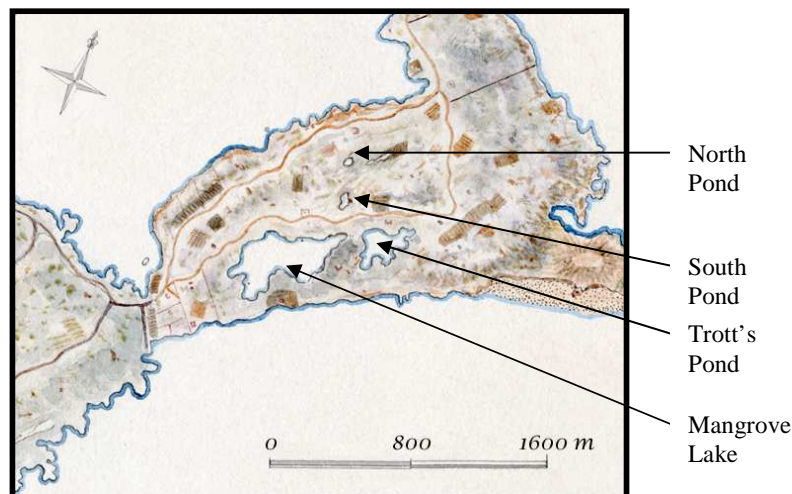 North
Pond
South
Pond
Trott's
Pond
Mangrove
Lake
0 800 1600 m